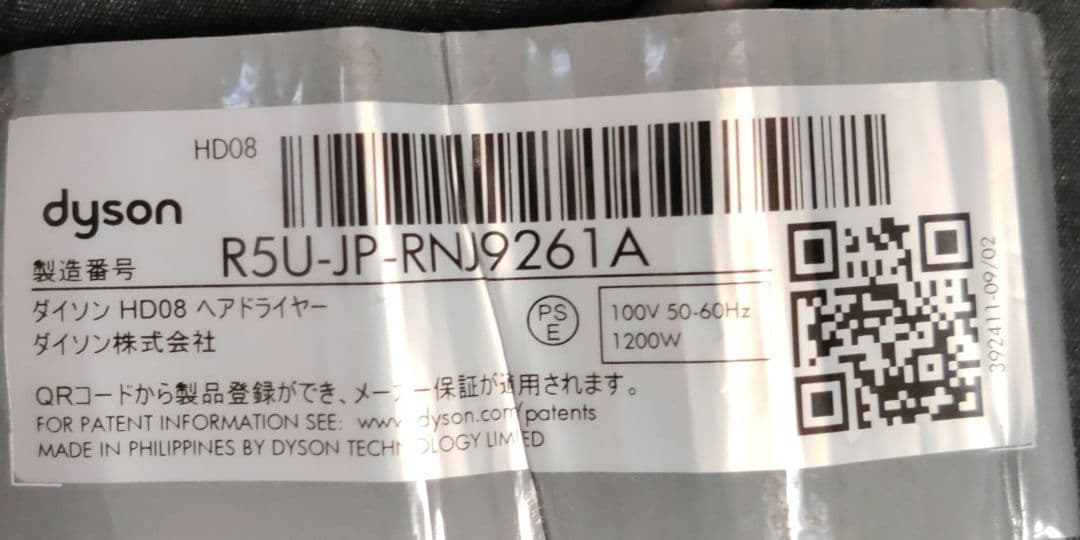 HD08
dyson
製造番号 R5U-JP-RNJ9261A
ダイソン HD08 ヘアドライヤー
ダイソン株式会社
PS
E
100V 50-60Hz
1200W
392411-09/02
QRコードから製品登録ができ、メーカー保証が適用されます。
FOR PATENT INFORMATION SEE: www.dyson.com/patents
MADE IN PHILIPPINES BY DYSON TECHNOLOGY LIMITED